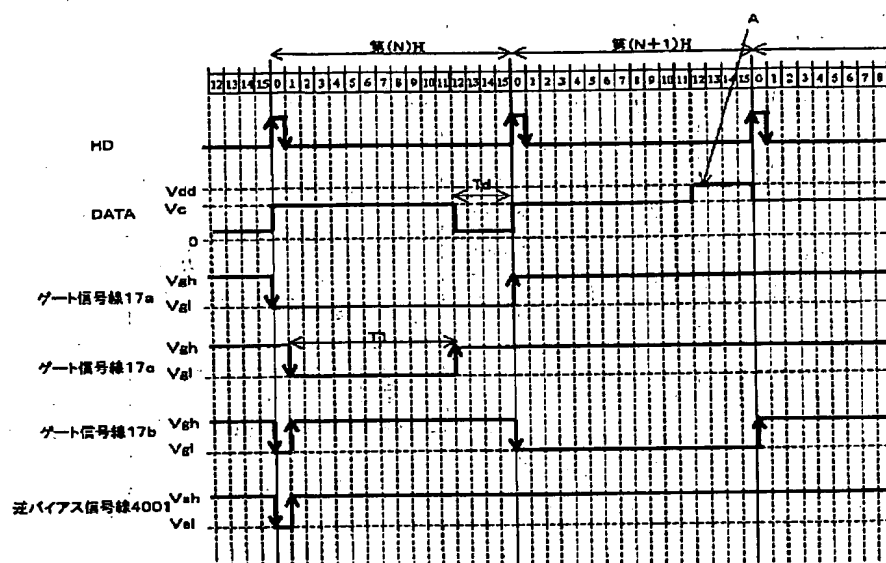 A
第(N)H 第(N+1)H
12 13 14 15 0 1 2 3 4 5 6 7 8 9 10 11 12 13 14 15 0 1 2 3 4 5 6 7 8 9 10 11 12 13 14 15 0 1 2 3 4 5 6 7 8
HD
Vdd
Td
DATA Vc
0
Vgh
ゲート信号線17a
Vgl
Vgh
ゲート信号線17c
Vgl
Vgh
ゲート信号線17b
Vgl
Vsh
逆バイアス信号線4001
Vsl